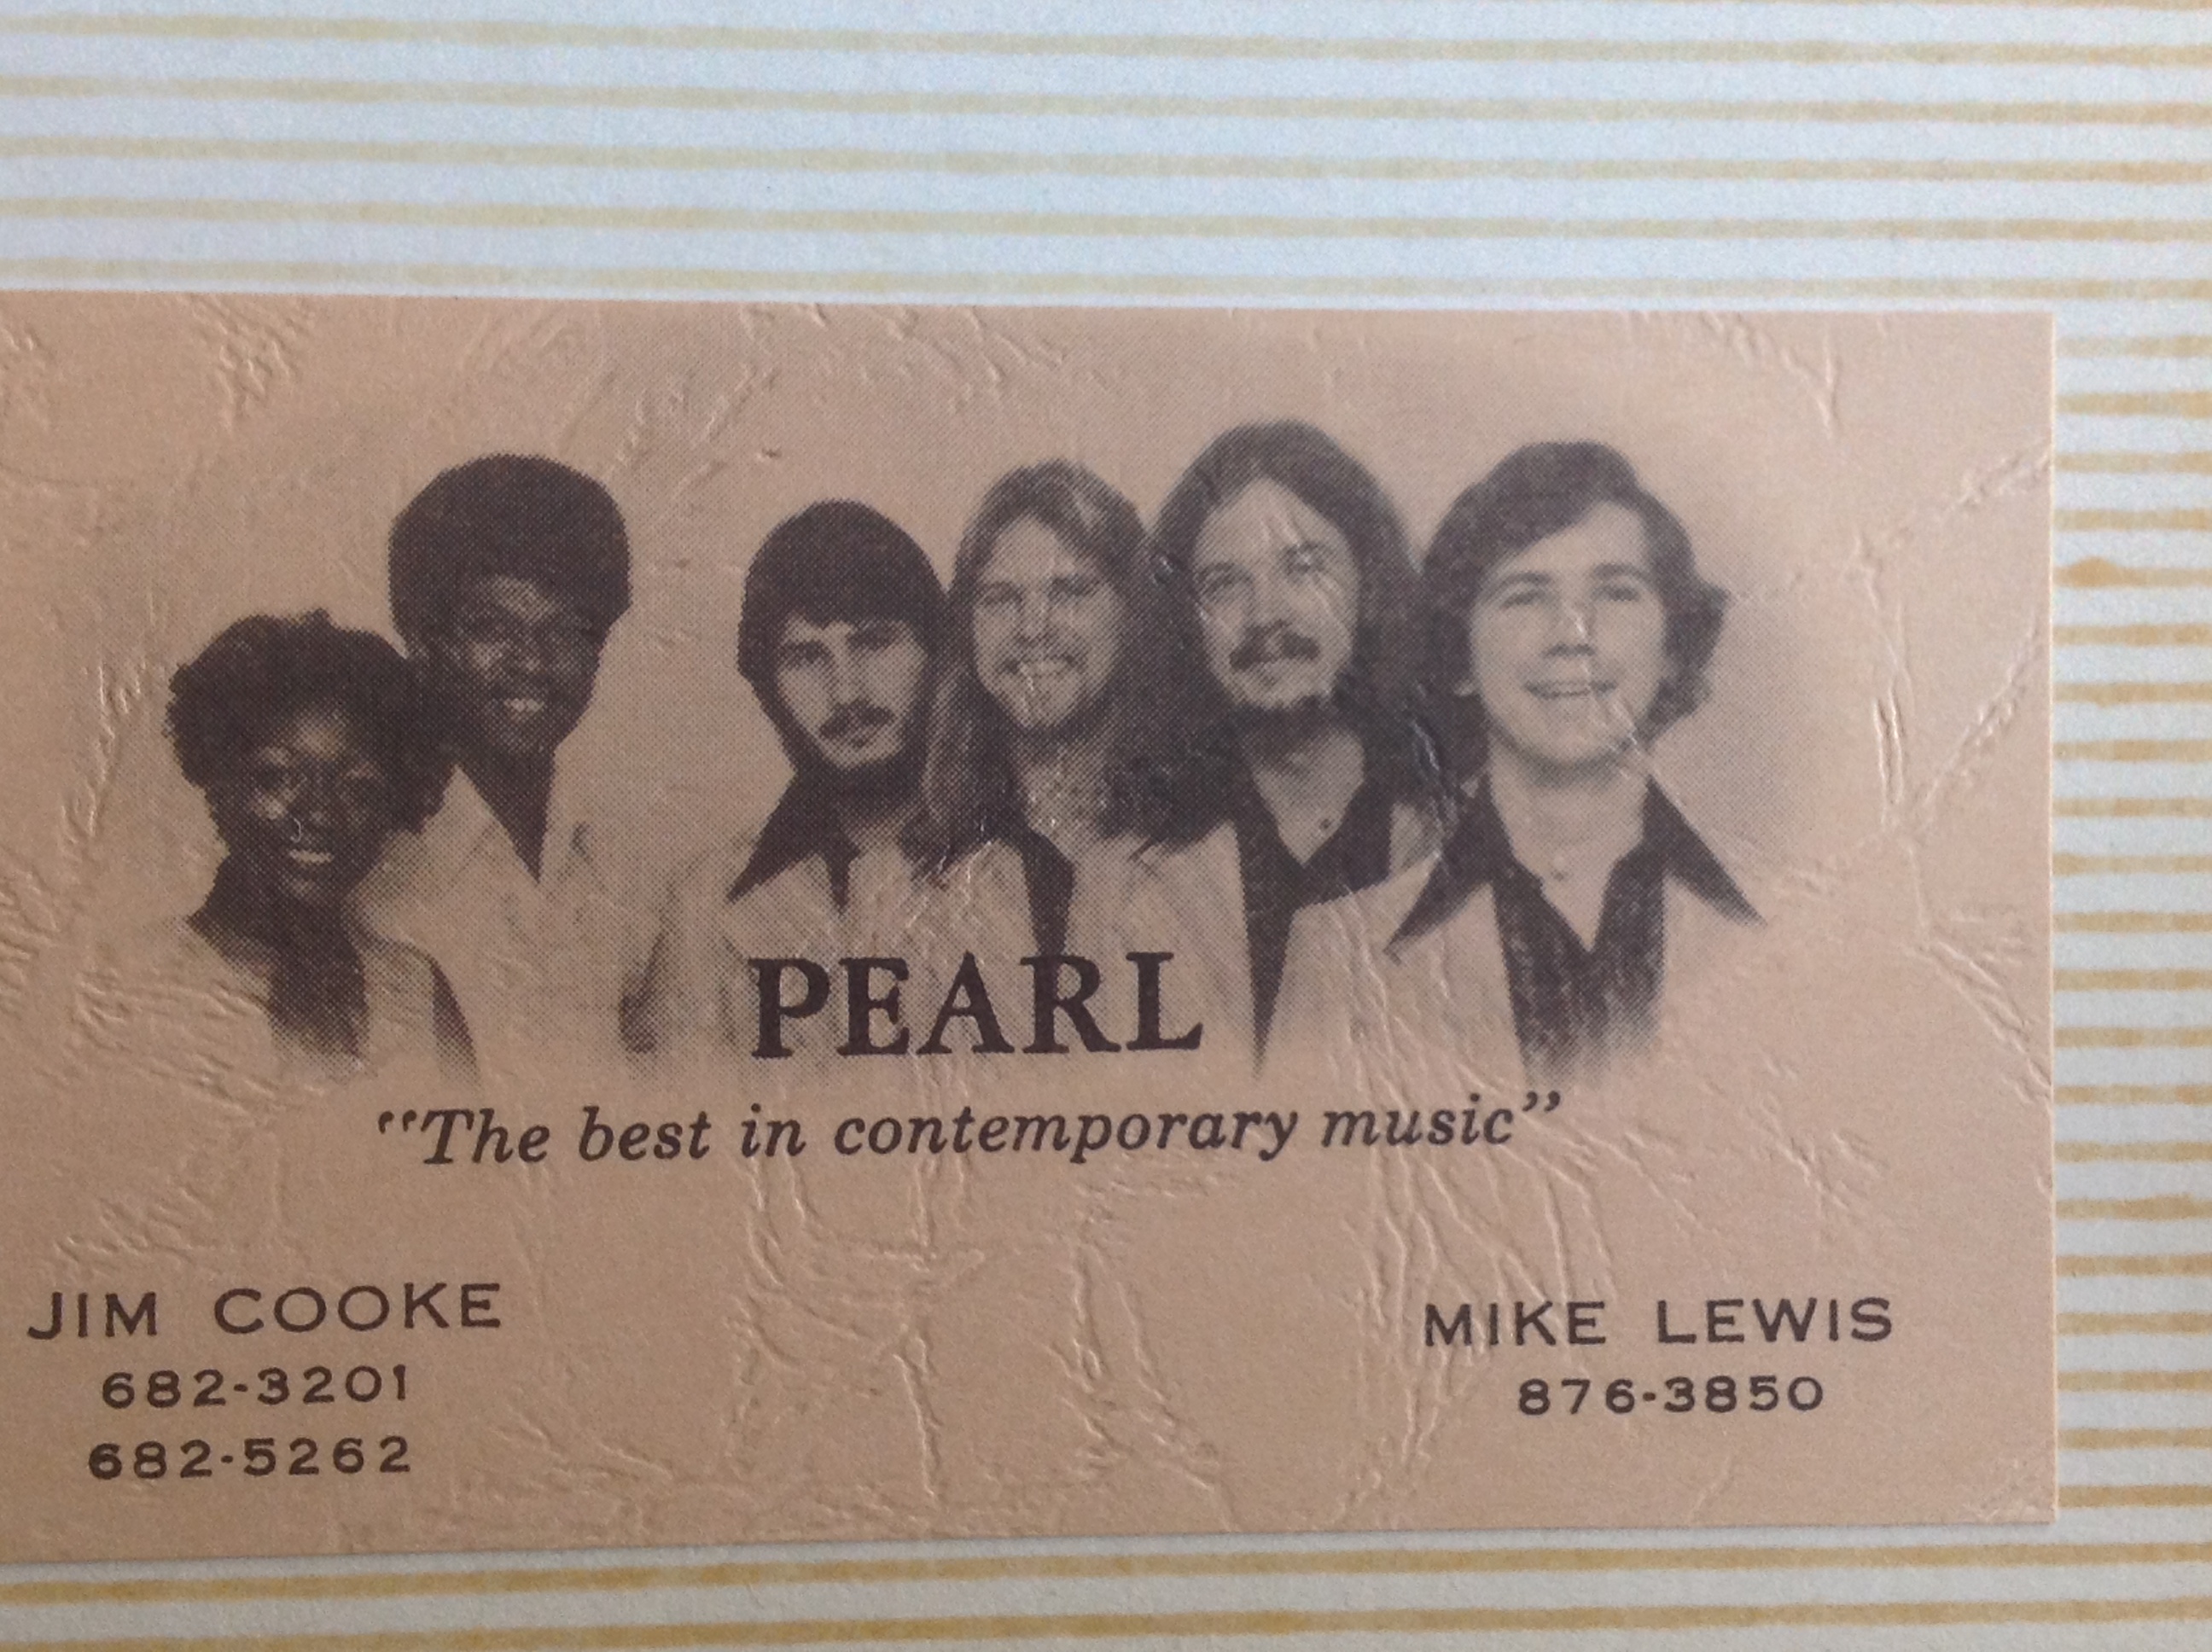 PEARL
"The best in contemporary music"
JIM COOKE
682-3201
682-5262
MIKE LEWIS
876-3850